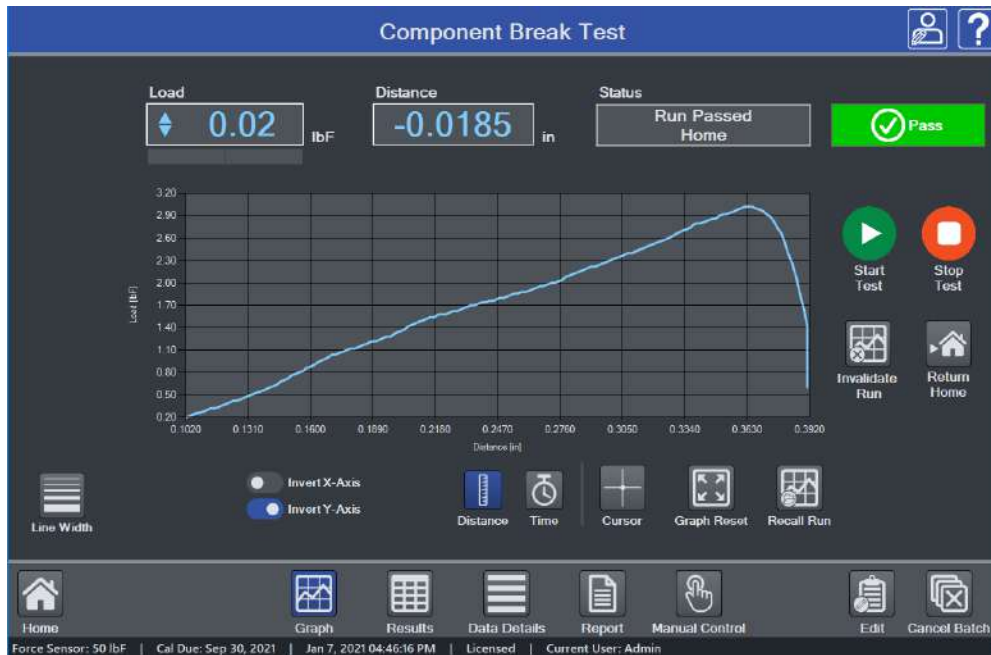 Component Break Test
?
Load
Distance
Status
0.02
lbF
-0.0185
in
Run Passed
Home
Pass
3.20
2.90
2.60
2.30
2.00
1.70
1.40
1.10
0.80
0.50
0.20
Load [lbF]
0.1020 0.1310 0.1600 0.1890 0.2180 0.2470 0.2760 0.3050 0.3340 0.3630 0.3920
Distance [in]
Start
Test
Stop
Test
Invalidate
Run
Return
Home
Line Width
Invert X-Axis
Invert Y-Axis
Distance
Time
Cursor
Graph Reset
Recall Run
Home
Graph
Results
Data Details
Report
Manual Control
Edit
Cancel Batch
Force Sensor: 50 lbF | Cal Due: Sep 30, 2021 | Jan 7, 2021 04:46:16 PM | Licensed | Current User: Admin